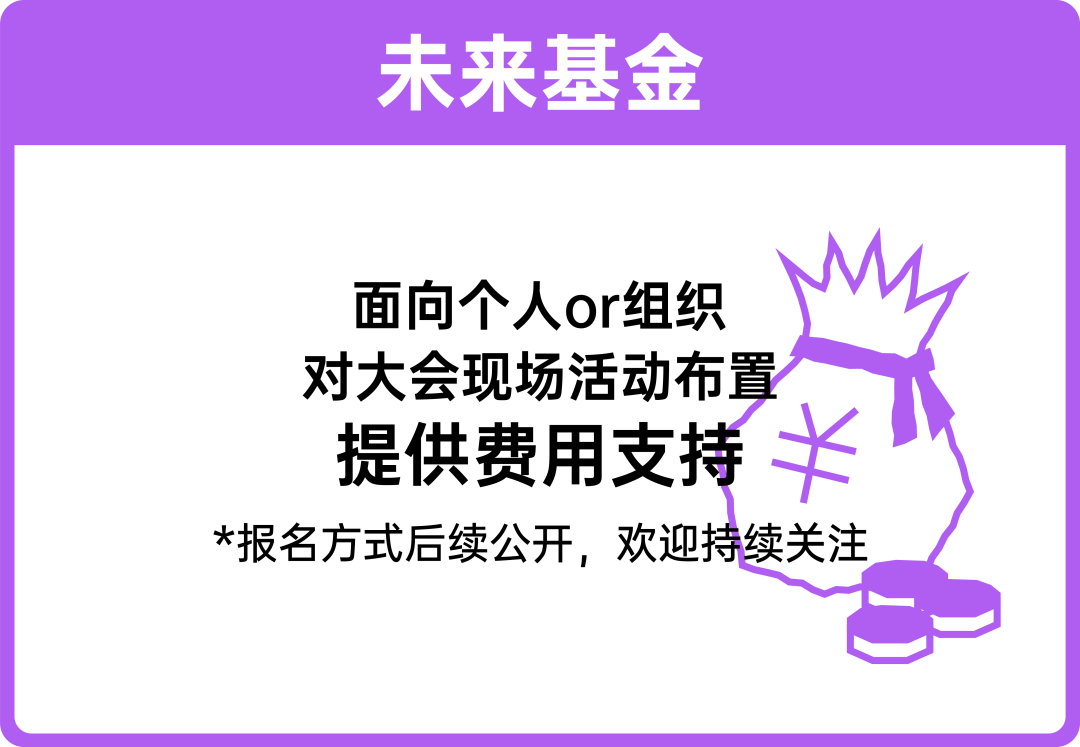 未来基金
面向个人or组织
对大会现场活动布置
提供费用支持
*报名方式后续公开，欢迎持续关注
¥